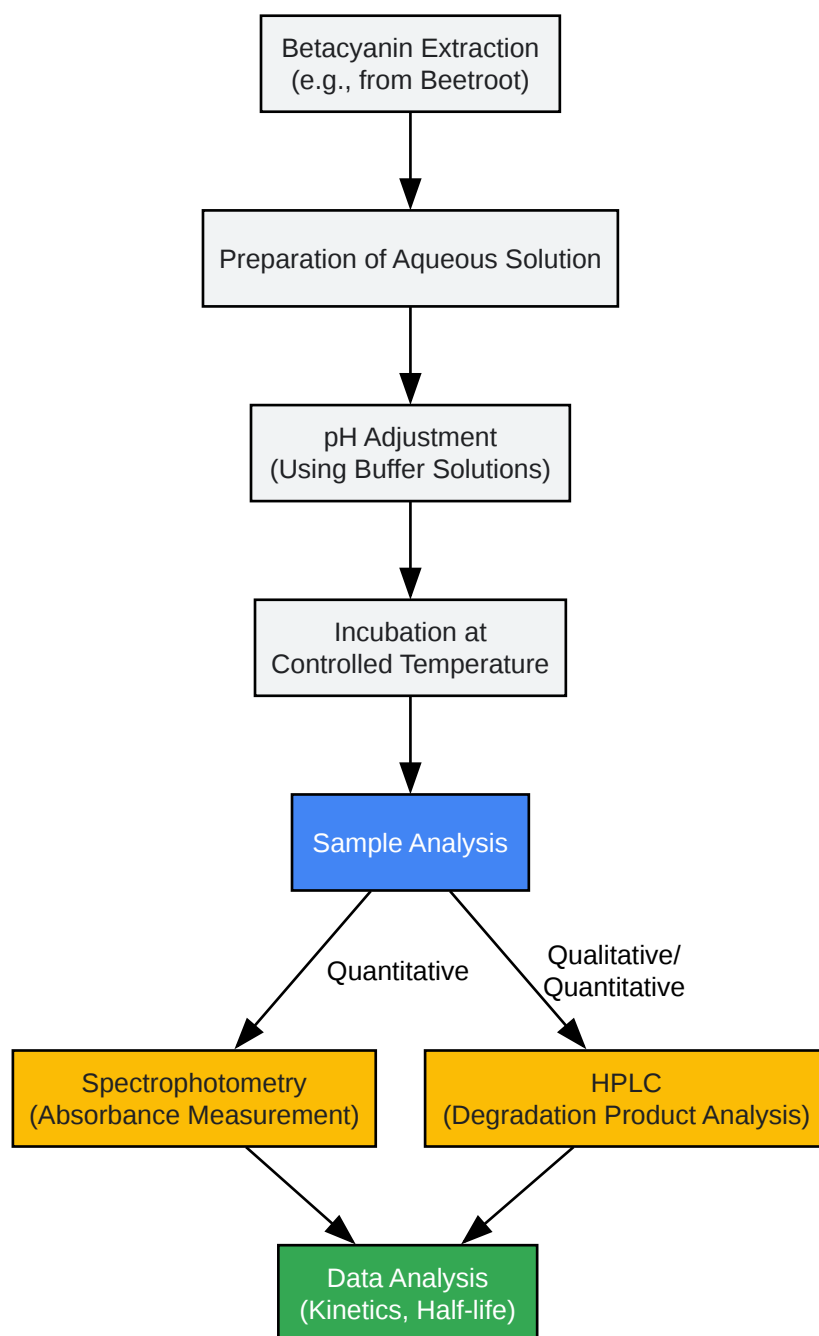 Betacyanin Extraction
(e.g., from Beetroot)
Preparation of Aqueous Solution
pH Adjustment
(Using Buffer Solutions)
Incubation at
Controlled Temperature
Sample Analysis
Quantitative
Qualitative/
Quantitative
Spectrophotometry
(Absorbance Measurement)
HPLC
(Degradation Product Analysis)
Data Analysis
(Kinetics, Half-life)